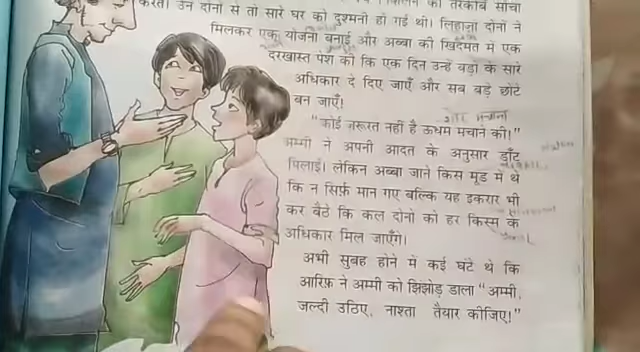 करता। उन दोनों से तो सारे घर को दुश्मनी हो गई थी। लिहाज़ा दोनों ने
मिलकर एक योजना बनाई और अब्बा की खिदमत में एक
दरखास्त पेश की कि एक दिन उन्हें बड़ों के सारे
अधिकार दे दिए जाएँ और सब बड़े छोटे
बन जाएँ।
"कोई ज़रूरत नहीं है ऊधम मचाने की।"
अम्मी ने अपनी आदत के अनुसार डाँट
पिलाई। लेकिन अब्बा जाने किस मूड में थे
कि न सिर्फ़ मान गए बल्कि यह इकरार भी
कर बैठे कि कल दोनों को हर किस्म के
अधिकार मिल जाएँगे।
अभी सुबह होने में कई घंटे थे कि
आरिफ़ ने अम्मी को झिंझोड़ डाला "अम्मी,
जल्दी उठिए, नाश्ता तैयार कीजिए!"